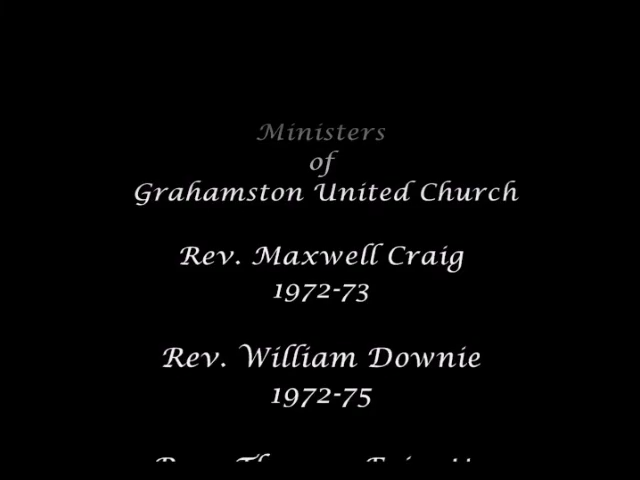 Ministers
of
Grahamston United Church
Rev. Maxwell Craig
1972-73
Rev. William Downie
1972-75